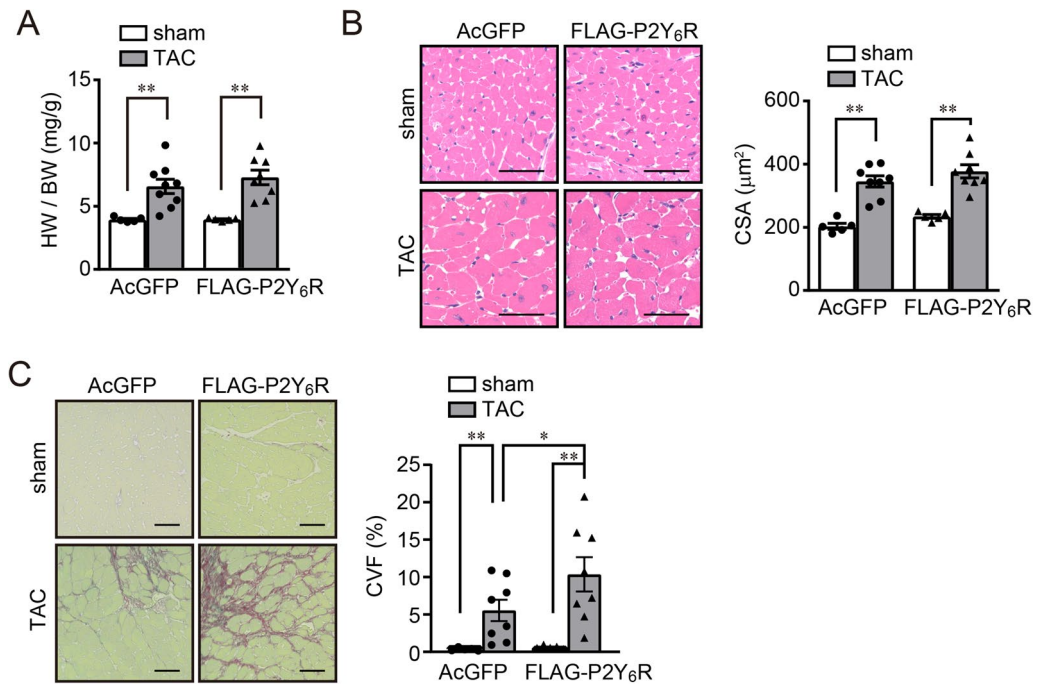 A
sham
TAC
HW / BW (mg/g)
15
10
5
0
**
**
AcGFP
FLAG-P2Y6R
B
AcGFP
FLAG-P2Y6R
sham
TAC
sham
TAC
CSA (μm2)
600
400
200
0
**
**
AcGFP
FLAG-P2Y6R
C
AcGFP
FLAG-P2Y6R
sham
TAC
sham
TAC
CVF (%)
25
20
15
10
5
0
**
*
**
AcGFP
FLAG-P2Y6R